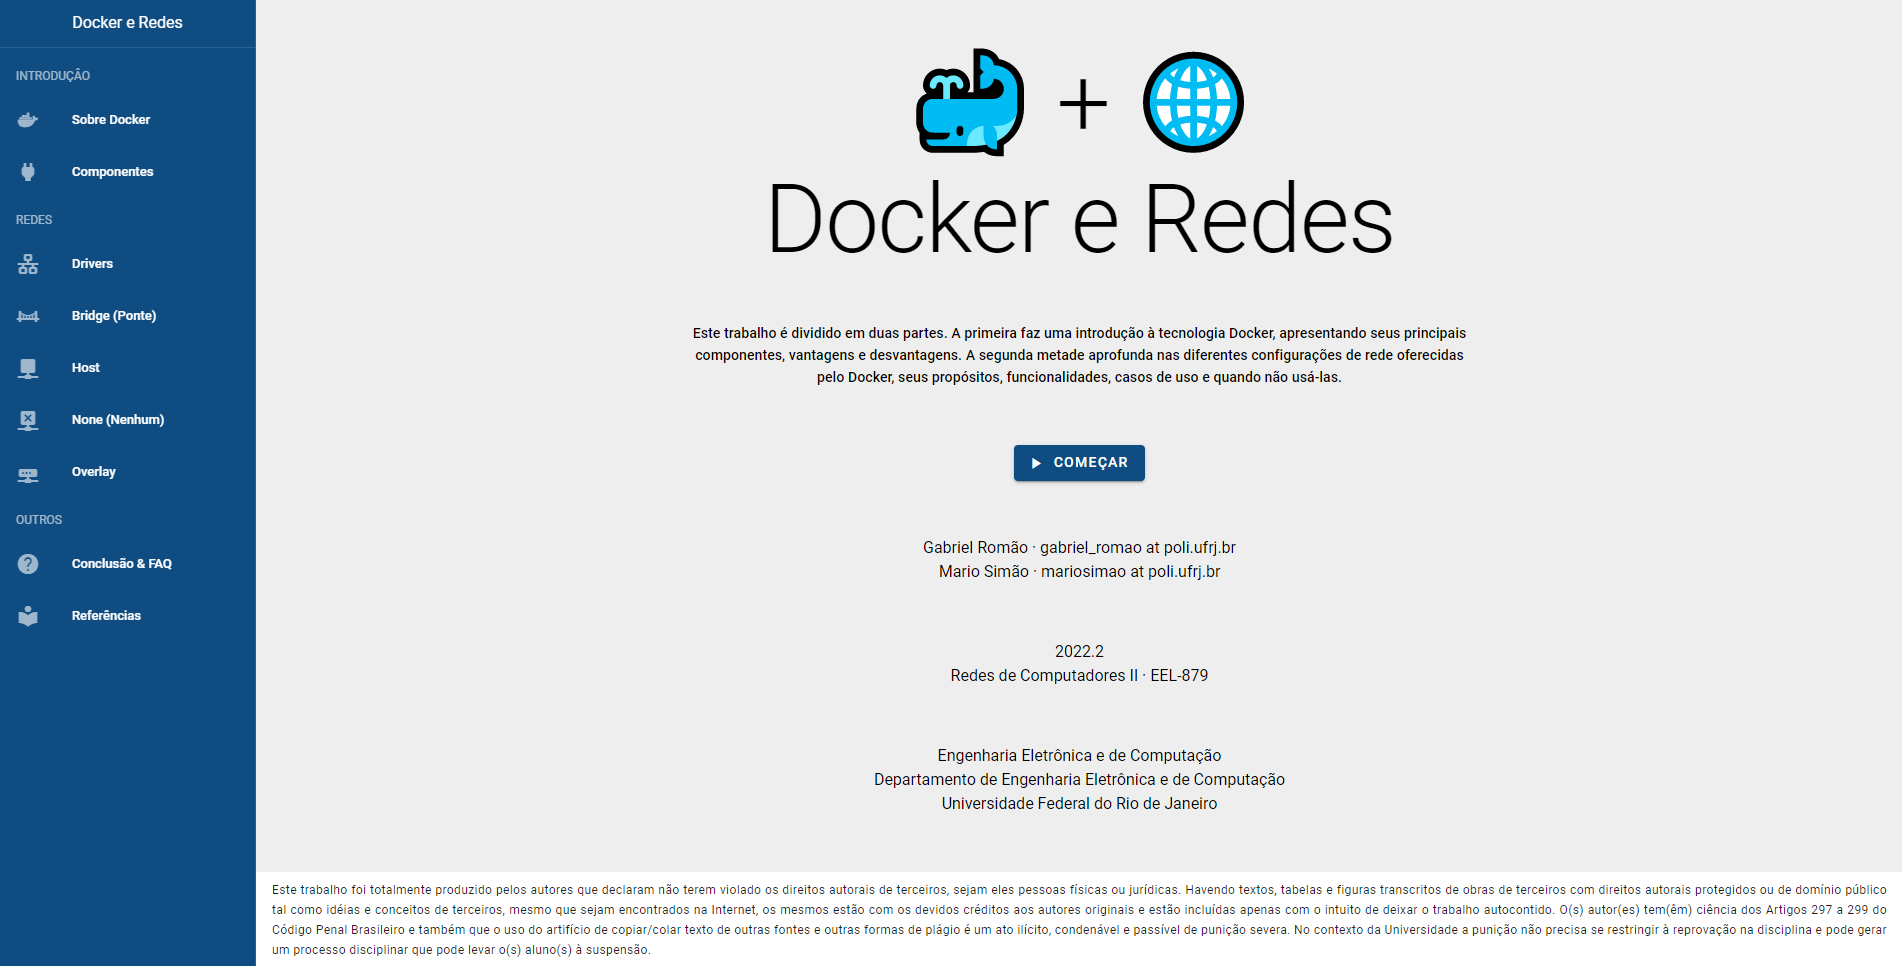 Docker e Redes
INTRODUÇÃO
Sobre Docker
Componentes
REDES
Drivers
Bridge (Ponte)
Host
None (Nenhum)
Overlay
OUTROS
Conclusão & FAQ
Referências
+
Docker e Redes
Este trabalho é dividido em duas partes. A primeira faz uma introdução à tecnologia Docker, apresentando seus principais
componentes, vantagens e desvantagens. A segunda metade aprofunda nas diferentes configurações de rede oferecidas
pelo Docker, seus propósitos, funcionalidades, casos de uso e quando não usá-las.
COMEÇAR
Gabriel Romão · gabriel_romao at poli.ufrj.br
Mario Simão · mariosimao at poli.ufrj.br
2022.2
Redes de Computadores II · EEL-879
Engenharia Eletrônica e de Computação
Departamento de Engenharia Eletrônica e de Computação
Universidade Federal do Rio de Janeiro
Este trabalho foi totalmente produzido pelos autores que declaram não terem violado os direitos autorais de terceiros, sejam eles pessoas físicas ou jurídicas. Havendo textos, tabelas e figuras transcritos de obras de terceiros com direitos autorais protegidos ou de domínio público
tal como idéias e conceitos de terceiros, mesmo que sejam encontrados na Internet, os mesmos estão com os devidos créditos aos autores originais e estão incluídas apenas com o intuito de deixar o trabalho autocontido. O(s) autor(es) tem(êm) ciência dos Artigos 297 a 299 do
Código Penal Brasileiro e também que o uso do artifício de copiar/colar texto de outras fontes e outras formas de plágio é um ato ilícito, condenável e passível de punição severa. No contexto da Universidade a punição não precisa se restringir à reprovação na disciplina e pode gerar
um processo disciplinar que pode levar o(s) aluno(s) à suspensão.